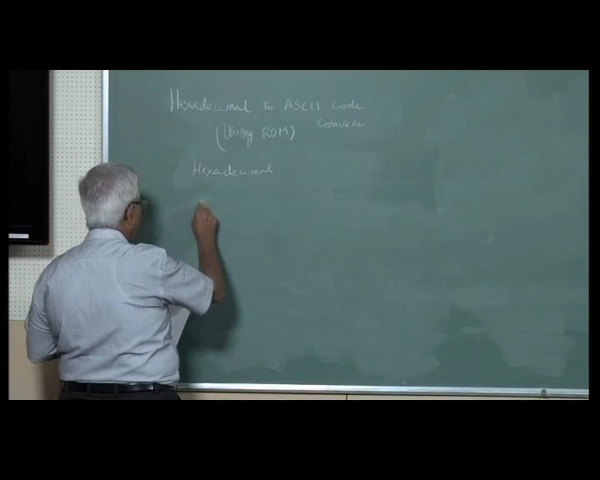 Hexadecimal to ASCII code
Converter
(Using ROM)
Hexadecimal